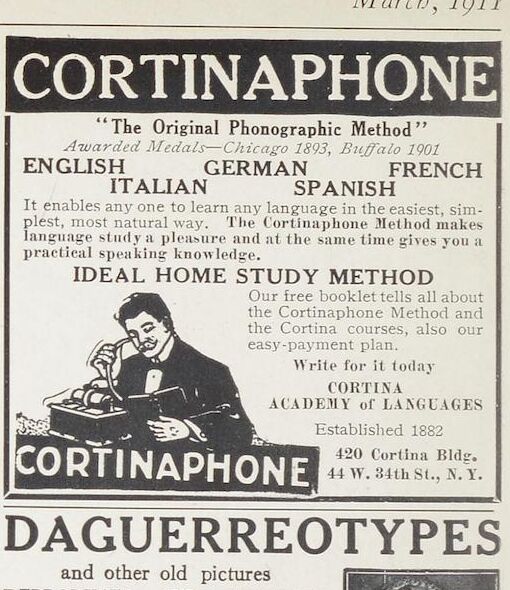 March, 1911
CORTINAPHONE
"The Original Phonographic Method"
Awarded Medals—Chicago 1893, Buffalo 1901
ENGLISH GERMAN FRENCH
ITALIAN SPANISH
It enables any one to learn any language in the easiest, sim-
plest, most natural way. The Cortinaphone Method makes
language study a pleasure and at the same time gives you a
practical speaking knowledge.
IDEAL HOME STUDY METHOD
Our free booklet tells all about
the Cortinaphone Method and
the Cortina courses, also our
easy-payment plan.
Write for it today
CORTINA
ACADEMY of LANGUAGES
Established 1882
420 Cortina Bldg.
44 W. 34th St., N. Y.
CORTINAPHONE
DAGUERREOTYPES
and other old pictures